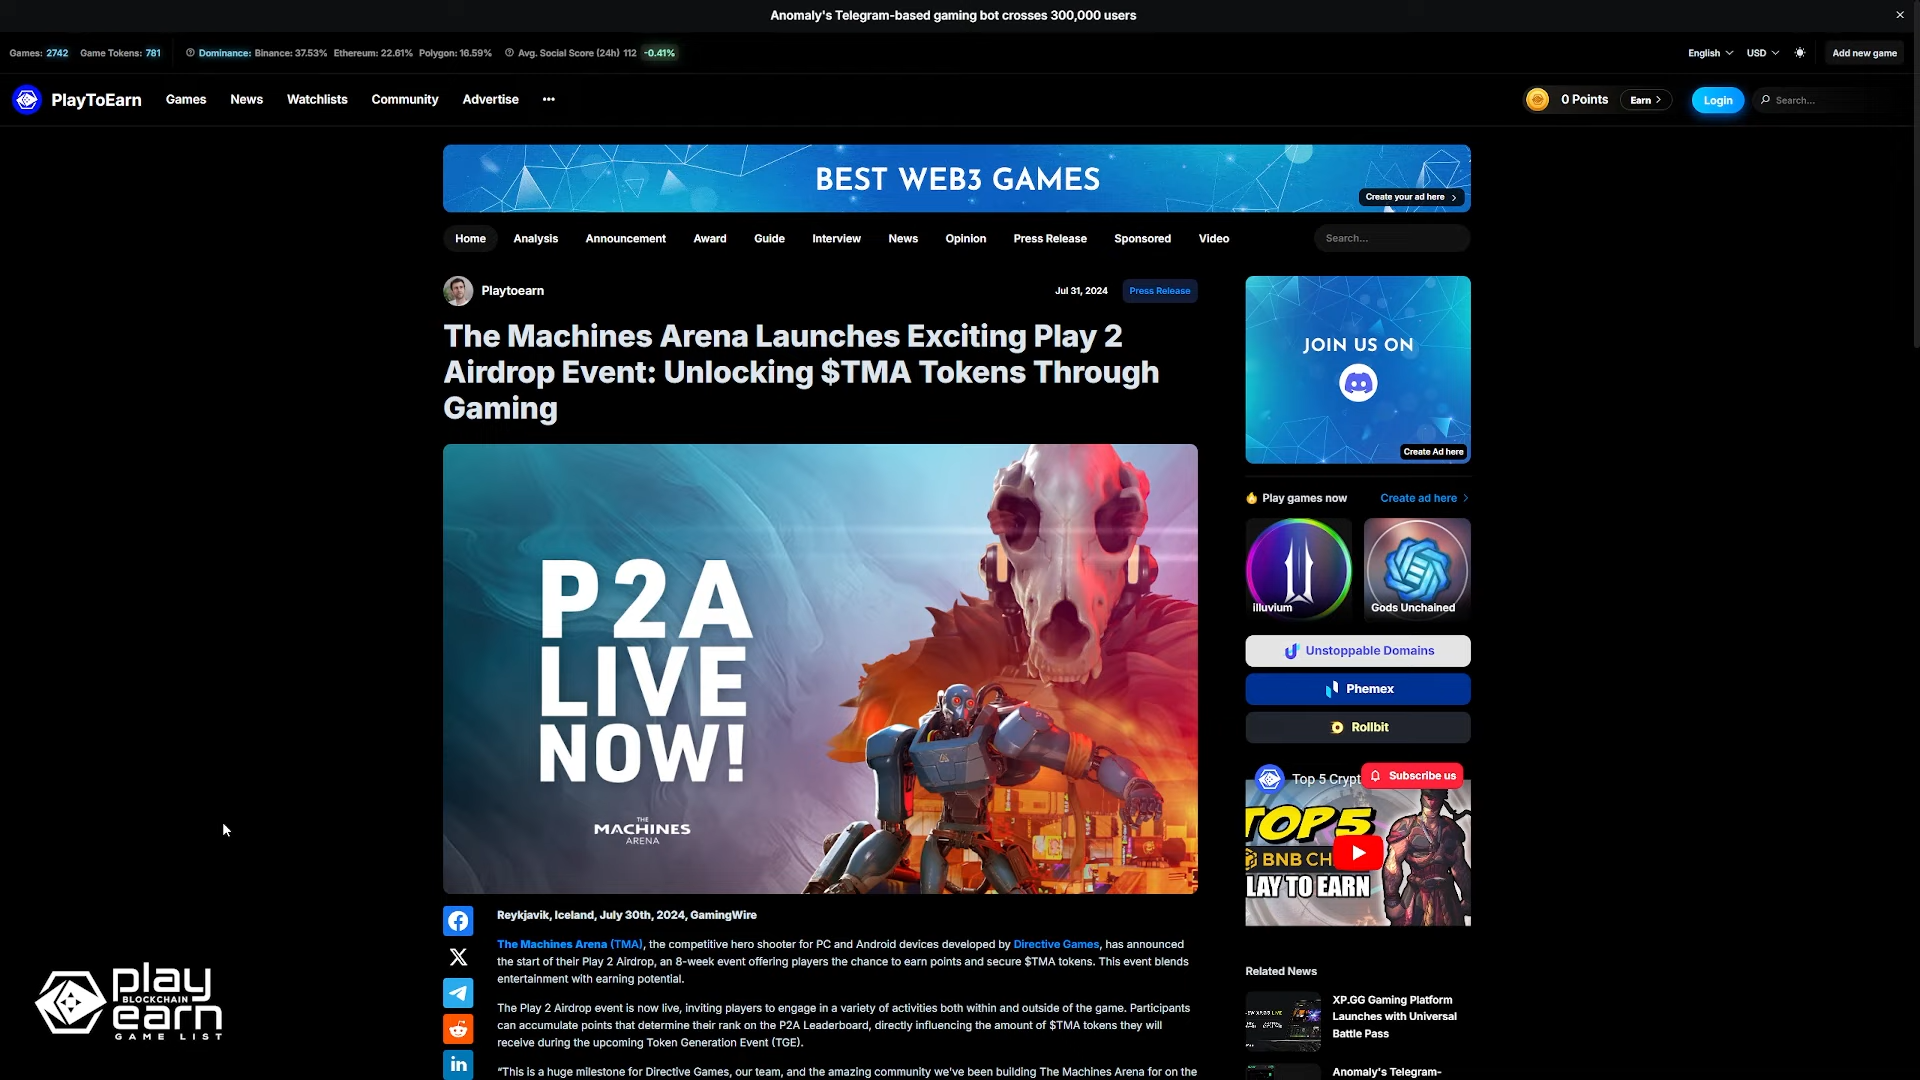 Anomaly's Telegram-based gaming bot crosses 300,000 users
Games: 2742 Game Tokens: 781 Dominance: Binance: 37.53% Ethereum: 22.61% Polygon: 16.59% Avg. Social Score (24h) 112 -0.41%
English USD Add new game
PlayToEarn Games News Watchlists Community Advertise ••• 0 Points Earn Login Search...
BEST WEB3 GAMES
Create your ad here
Home Analysis Announcement Award Guide Interview News Opinion Press Release Sponsored Video Search...
Playtoearn Jul 31, 2024 Press Release
The Machines Arena Launches Exciting Play 2
Airdrop Event: Unlocking $TMA Tokens Through
Gaming
P2A
LIVE
NOW!
THE
MACHINES
ARENA
Reykjavik, Iceland, July 30th, 2024, GamingWire
The Machines Arena (TMA), the competitive hero shooter for PC and Android devices developed by Directive Games, has announced
the start of their Play 2 Airdrop, an 8-week event offering players the chance to earn points and secure $TMA tokens. This event blends
entertainment with earning potential.
The Play 2 Airdrop event is now live, inviting players to engage in a variety of activities both within and outside of the game. Participants
can accumulate points that determine their rank on the P2A Leaderboard, directly influencing the amount of $TMA tokens they will
receive during the upcoming Token Generation Event (TGE).
“This is a huge milestone for Directive Games, our team, and the amazing community we've been building The Machines Arena for on the
JOIN US ON
Create Ad here
Play games now Create ad here
illuvium Gods Unchained
Unstoppable Domains
Phemex
Rollbit
Top 5 Crypt Subscribe us
TOP 5
BNB CH
LAY TO EARN
Related News
XP.GG Gaming Platform
Launches with Universal
Battle Pass
Anomaly's Telegram-
play
BLOCKCHAIN
earn
GAME LIST